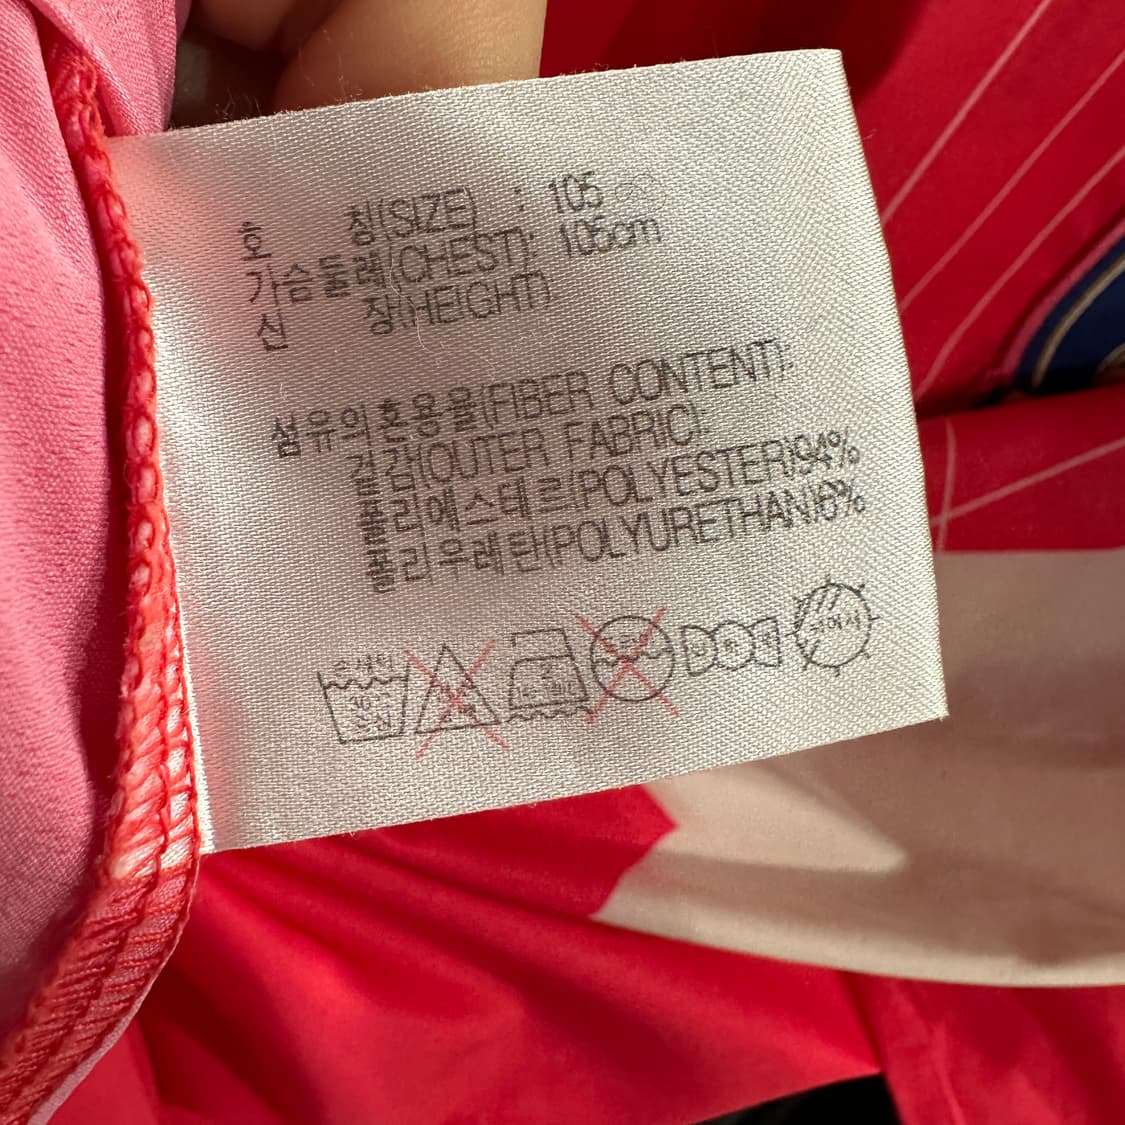 호 칭(SIZE) : 105
가슴둘레(CHEST): 105cm
신 장(HEIGHT)
섬유의혼용율(FIBER CONTENT):
겉감(OUTER FABRIC):
폴리에스테르(POLYESTER)94%
폴리우레탄(POLYURETHAN)6%